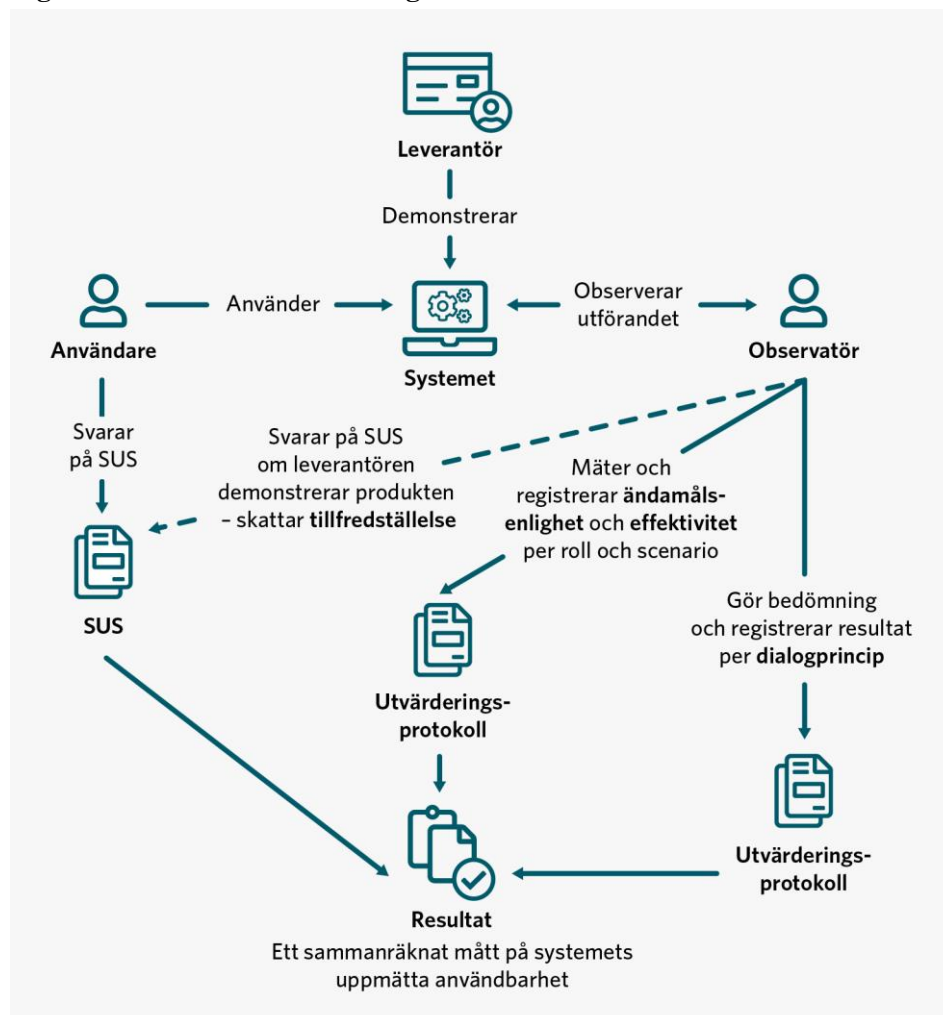 Leverantör
Demonstrerar
Använder
Observerar
utförandet
Användare
Systemet
Observatör
Svarar
på SUS
Svarar på SUS
om leverantören
demonstrerar produkten
– skattar tillfredställelse
Mäter och
registrerar ändamåls-
enlighet och effektivitet
per roll och scenario
Gör bedömning
och registrerar resultat
per dialogprincip
SUS
Utvärderings-
protokoll
Utvärderings-
protokoll
Resultat
Ett sammanräknat mått på systemets
uppmätta användbarhet